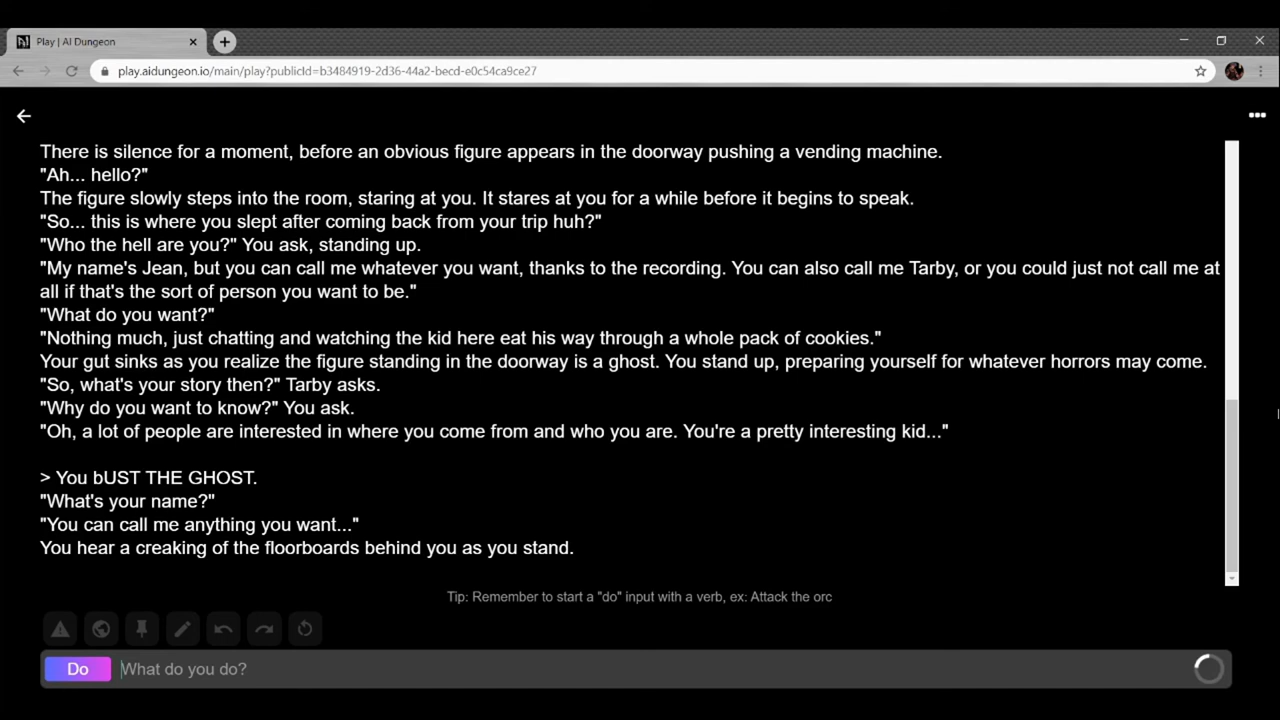 Play | AI Dungeon
play.aidungeon.io/main/play?publicId=b3484919-2d36-44a2-becd-e0c54ca9ce27
There is silence for a moment, before an obvious figure appears in the doorway pushing a vending machine.
"Ah... hello?"
The figure slowly steps into the room, staring at you. It stares at you for a while before it begins to speak.
"So... this is where you slept after coming back from your trip huh?"
"Who the hell are you?" You ask, standing up.
"My name's Jean, but you can call me whatever you want, thanks to the recording. You can also call me Tarby, or you could just not call me at
all if that's the sort of person you want to be."
"What do you want?"
"Nothing much, just chatting and watching the kid here eat his way through a whole pack of cookies."
Your gut sinks as you realize the figure standing in the doorway is a ghost. You stand up, preparing yourself for whatever horrors may come.
"So, what's your story then?" Tarby asks.
"Why do you want to know?" You ask.
"Oh, a lot of people are interested in where you come from and who you are. You're a pretty interesting kid..."
> You bUST THE GHOST.
"What's your name?"
"You can call me anything you want..."
You hear a creaking of the floorboards behind you as you stand.
Tip: Remember to start a "do" input with a verb, ex: Attack the orc
Do What do you do?